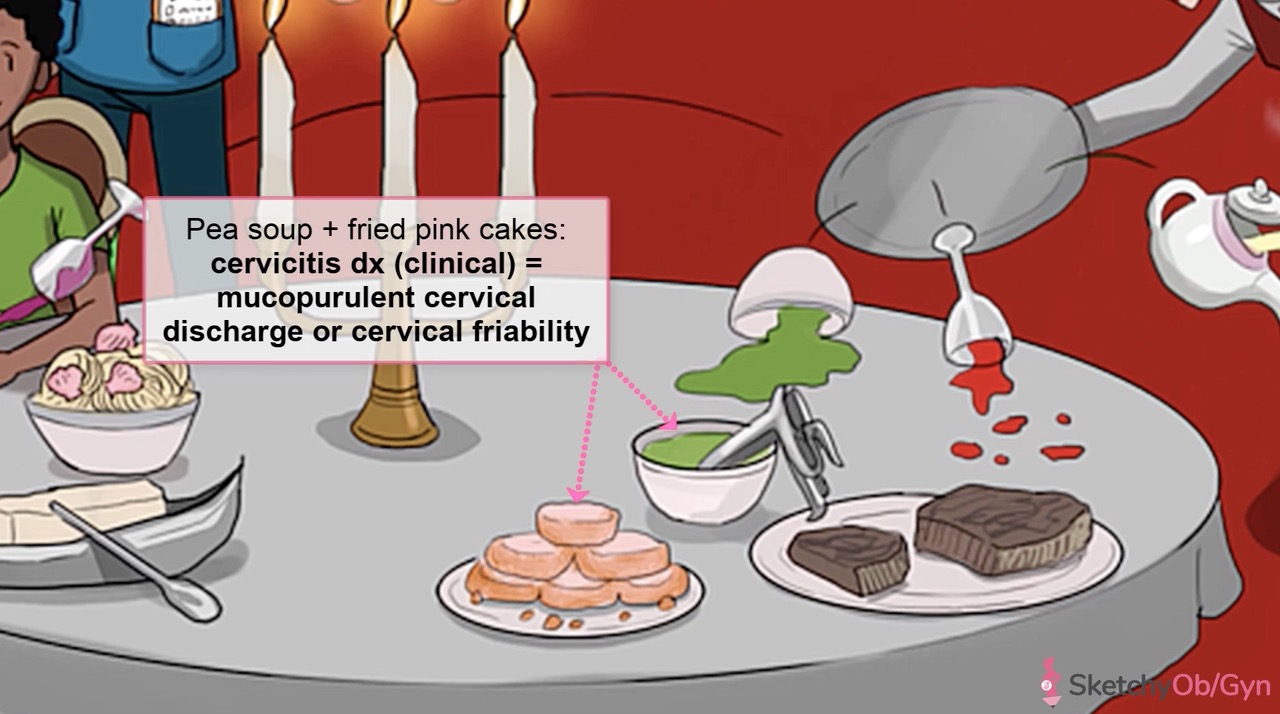 Pea soup + fried pink cakes:
cervicitis dx (clinical) =
mucopurulent cervical
discharge or cervical friability
SketchyOb/Gyn